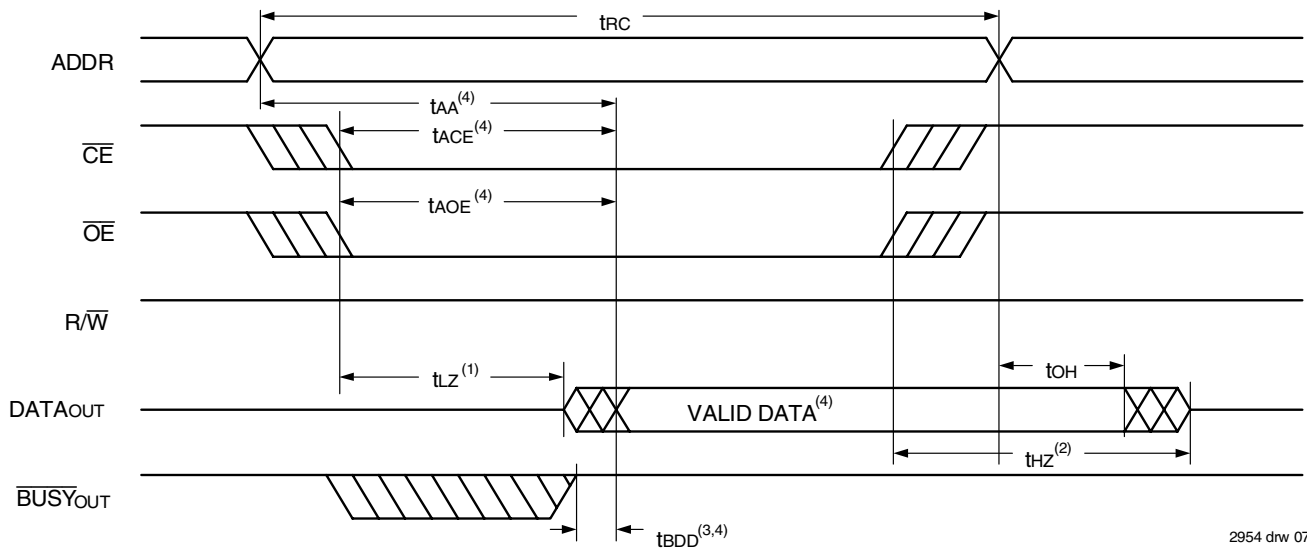 tRC
ADDR
tAA(4)
tACE(4)
CE
tAOE(4)
OE
R/W
tLZ(1)
tOH
DATAOUT
VALID DATA(4)
tHZ(2)
BUSYOUT
tBDD(3,4)
2954 drw 07